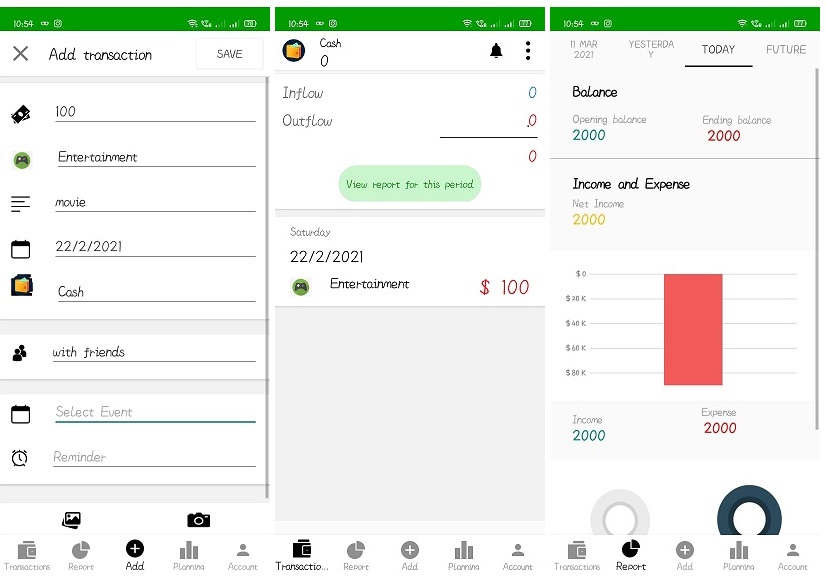 10:54
70
Add transaction
SAVE
100
Entertainment
movie
22/2/2021
Cash
with friends
Select Event
Reminder
Transactions
Report
Add
Planning
Account
10:54
77
Cash
0
Inflow
0
Outflow
.0
0
View report for this period
Saturday
22/2/2021
Entertainment
$ 100
Transactio...
Report
Add
Planning
Account
10:54
77
11 MAR
2021
YESTERDA
Y
TODAY
FUTURE
Balance
Opening balance
Ending balance
2000
2000
Income and Expense
Net Income
2000
$ 0
$ 20 K
$ 40 K
$ 60 K
$ 80 K
Income
Expense
2000
2000
Transactions
Report
Add
Planning
Account